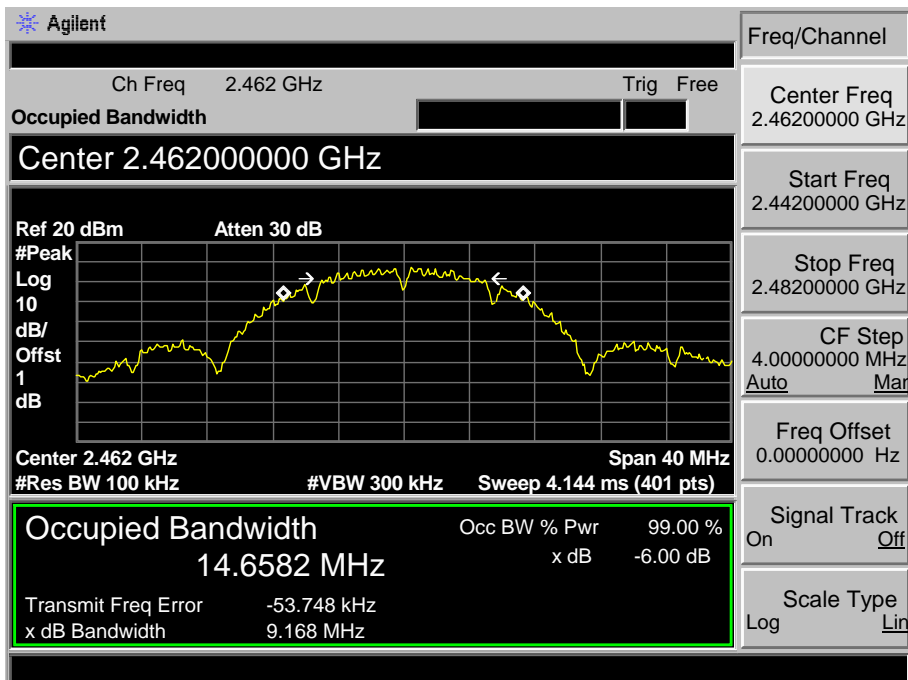 Agilent
Freq/Channel
Ch Freq 2.462 GHz Trig Free
Occupied Bandwidth
Center 2.462000000 GHz
Ref 20 dBm Atten 30 dB
#Peak
Log
10
dB/
Offst
1
dB
Center 2.462 GHz Span 40 MHz
#Res BW 100 kHz #VBW 300 kHz Sweep 4.144 ms (401 pts)
Occupied Bandwidth
14.6582 MHz
Occ BW % Pwr 99.00 %
x dB -6.00 dB
Transmit Freq Error -53.748 kHz
x dB Bandwidth 9.168 MHz
Center Freq
2.46200000 GHz
Start Freq
2.44200000 GHz
Stop Freq
2.48200000 GHz
CF Step
4.00000000 MHz
Auto Mar
Freq Offset
0.00000000 Hz
Signal Track
On Off
Scale Type
Log Lin